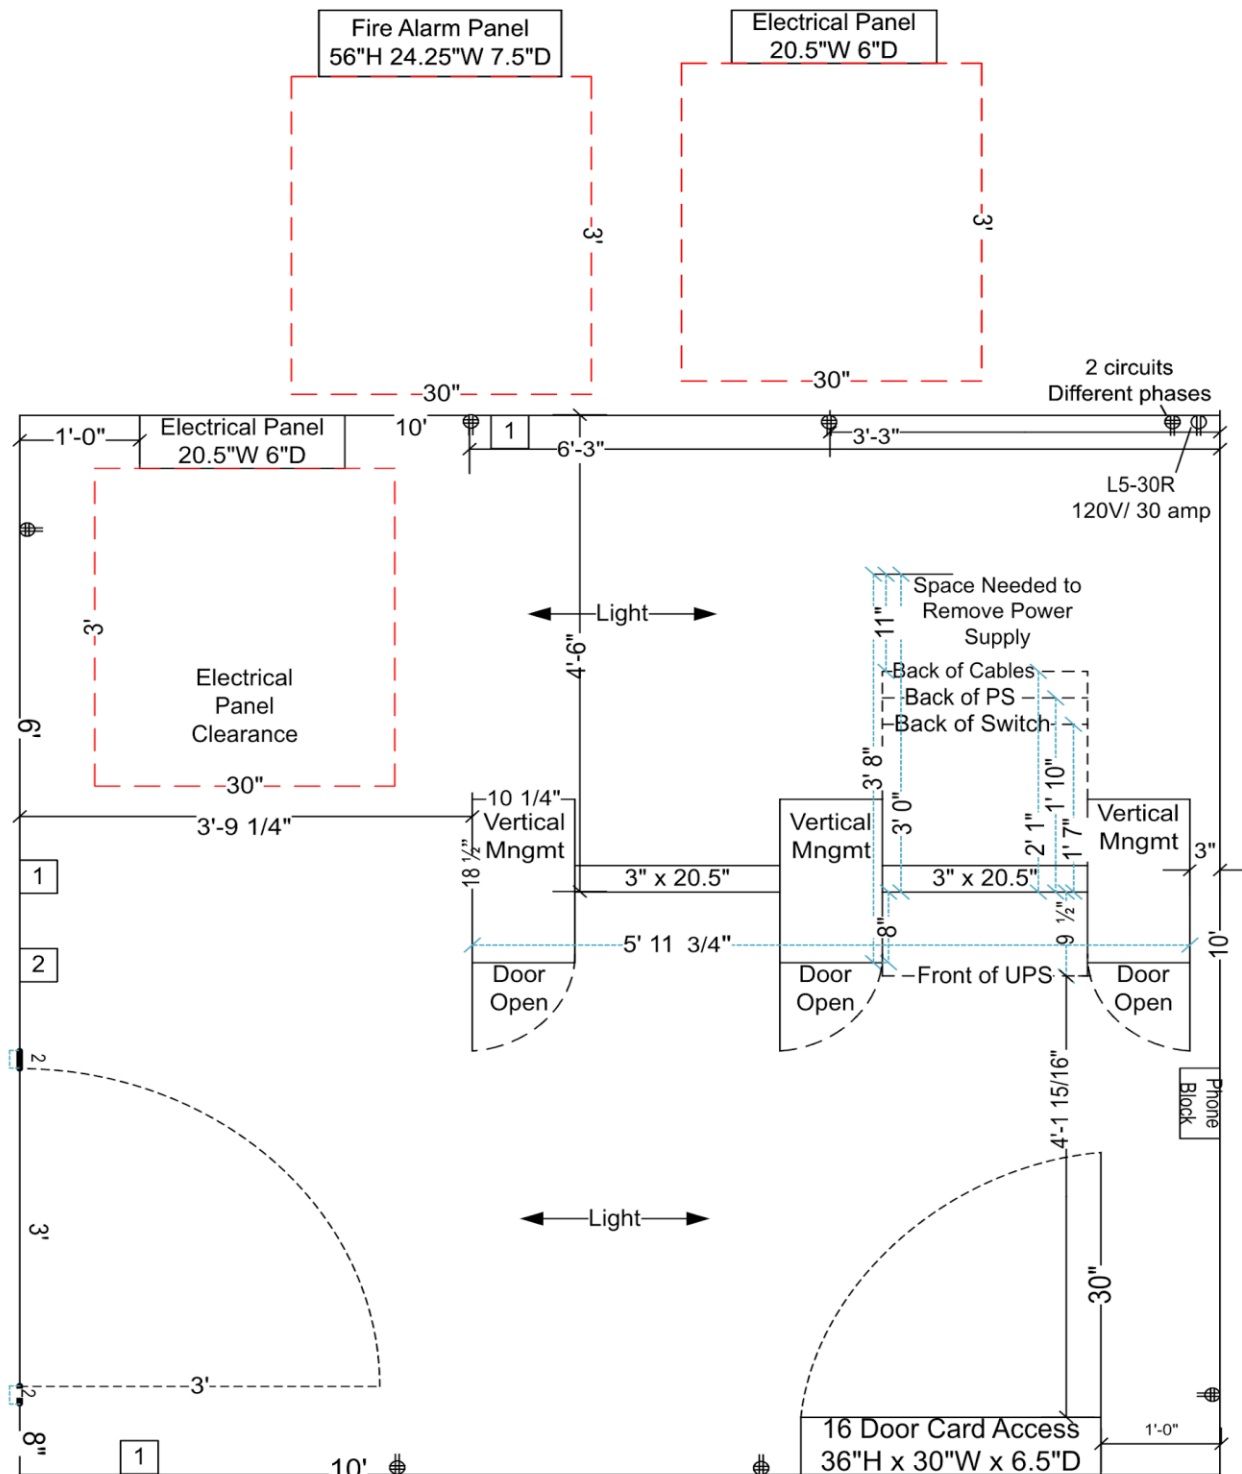 Fire Alarm Panel
56"H 24.25"W 7.5"D
Electrical Panel
20.5"W 6"D
3'
3'
30"
30"
2 circuits
Different phases
1'-0"
Electrical Panel
20.5"W 6"D
10'
1
6'-3"
3'-3"
L5-30R
120V/ 30 amp
Light
Space Needed to
Remove Power
Supply
11"
3'
4'-6"
Electrical
Panel
Clearance
Back of Cables
Back of PS
Back of Switch
6'
30"
3' 8"
3' 0"
2' 1"
1' 10"
1' 7"
3'-9 1/4"
10 1/4"
Vertical
Mngmt
18 ½"
Vertical
Mngmt
Vertical
Mngmt
3"
1
3" x 20.5"
3" x 20.5"
2
5' 11 3/4"
8"
9 ½"
10'
Door
Open
Door
Open
Front of UPS
Door
Open
2
4'-1 15/16"
Phone
Block
Light
3'
30"
3'
2
8"
1
10'
16 Door Card Access
36"H x 30"W x 6.5"D
1'-0"